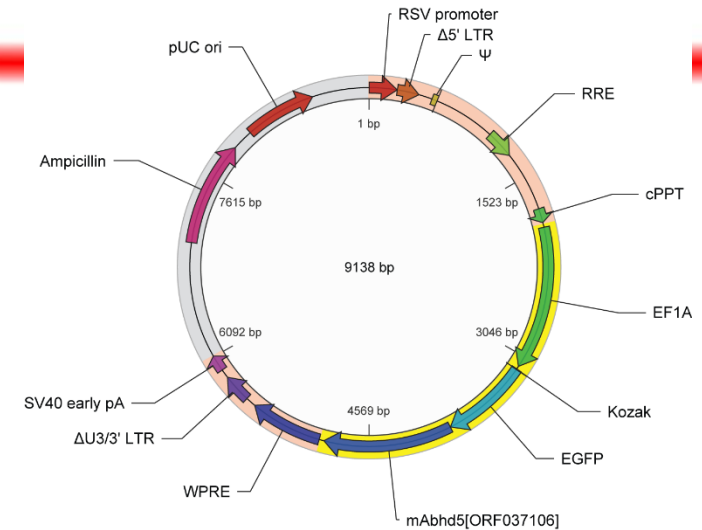 RSV promoter
Δ5' LTR
Ψ
pUC ori
RRE
1 bp
Ampicillin
7615 bp
1523 bp
cPPT
9138 bp
EF1A
6092 bp
3046 bp
SV40 early pA
4569 bp
Kozak
ΔU3/3' LTR
EGFP
WPRE
mAbhd5[ORF037106]